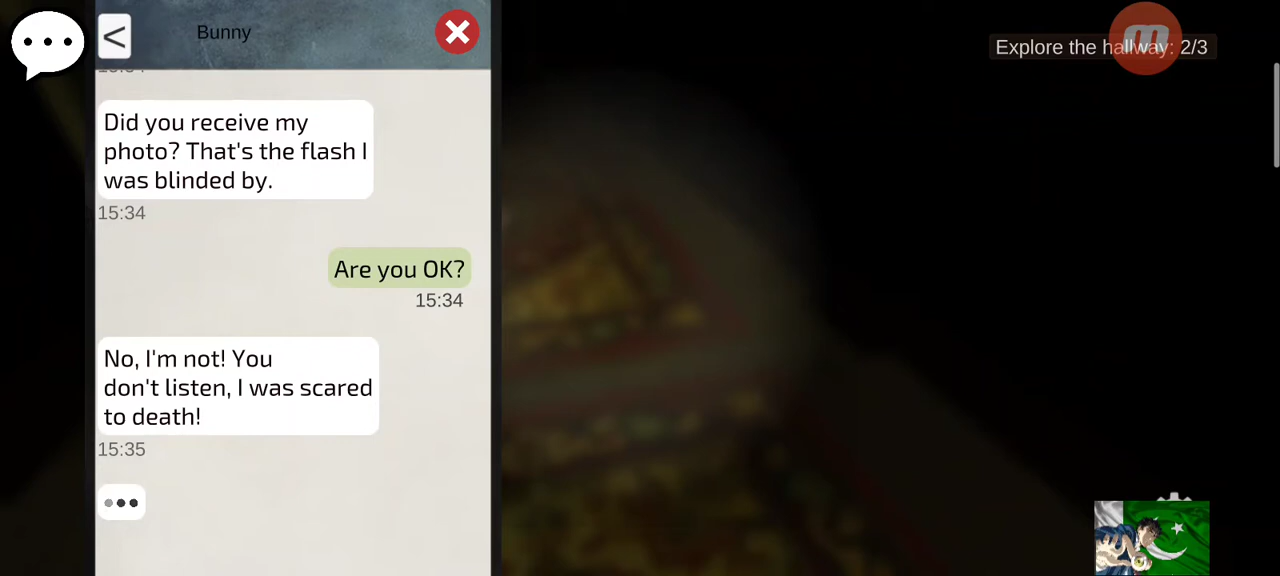 Bunny
Explore the hallway: 2/3
Did you receive my
photo? That's the flash I
was blinded by.
15:34
Are you OK?
15:34
No, I'm not! You
don't listen, I was scared
to death!
15:35